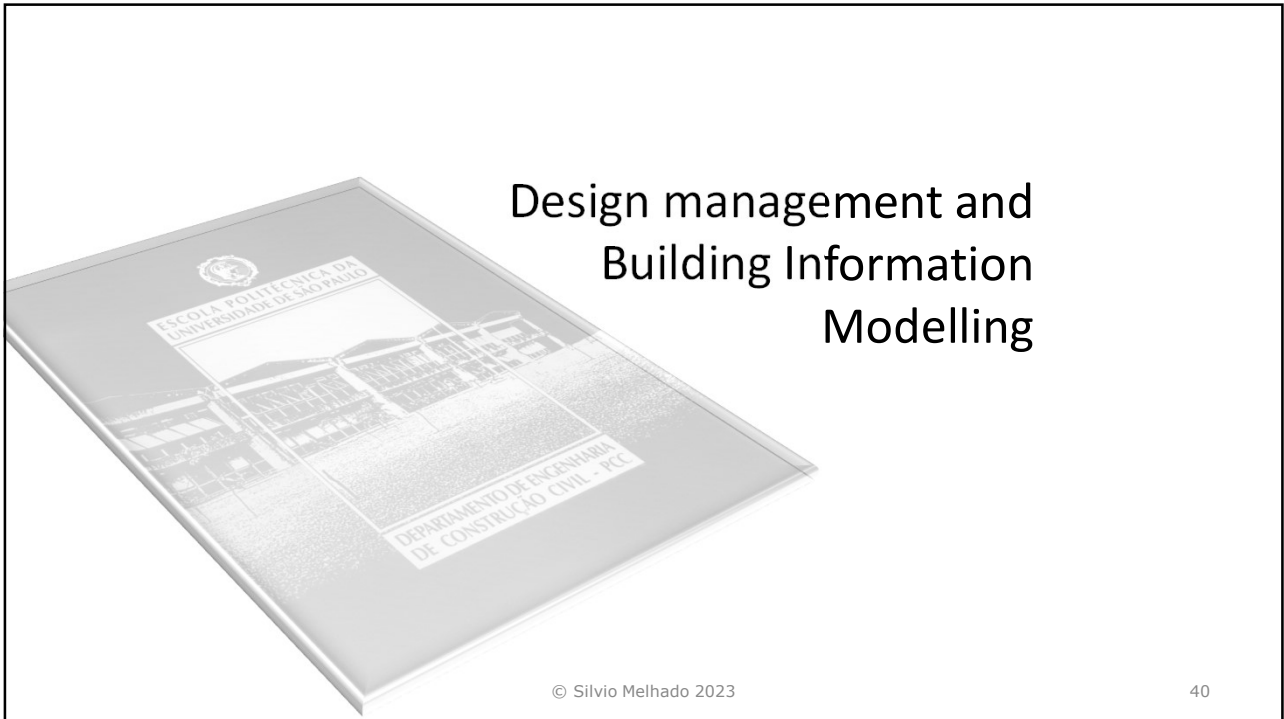 Design management and
Building Information
Modelling
ESCOLA POLITÉCNICA DA
UNIVERSIDADE DE SÃO PAULO
DEPARTAMENTO DE ENGENHARIA
DE CONSTRUÇÃO CIVIL - PCC
© Silvio Melhado 2023
40